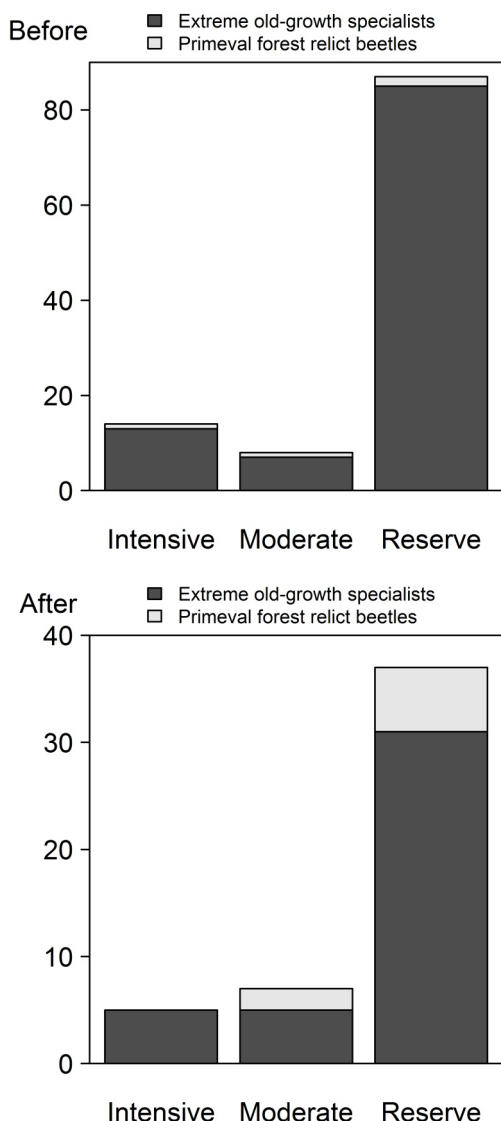 Before
Extreme old-growth specialists
Primeval forest relict beetles
80
60
40
20
0
Intensive Moderate Reserve
After
Extreme old-growth specialists
Primeval forest relict beetles
40
30
20
10
0
Intensive Moderate Reserve